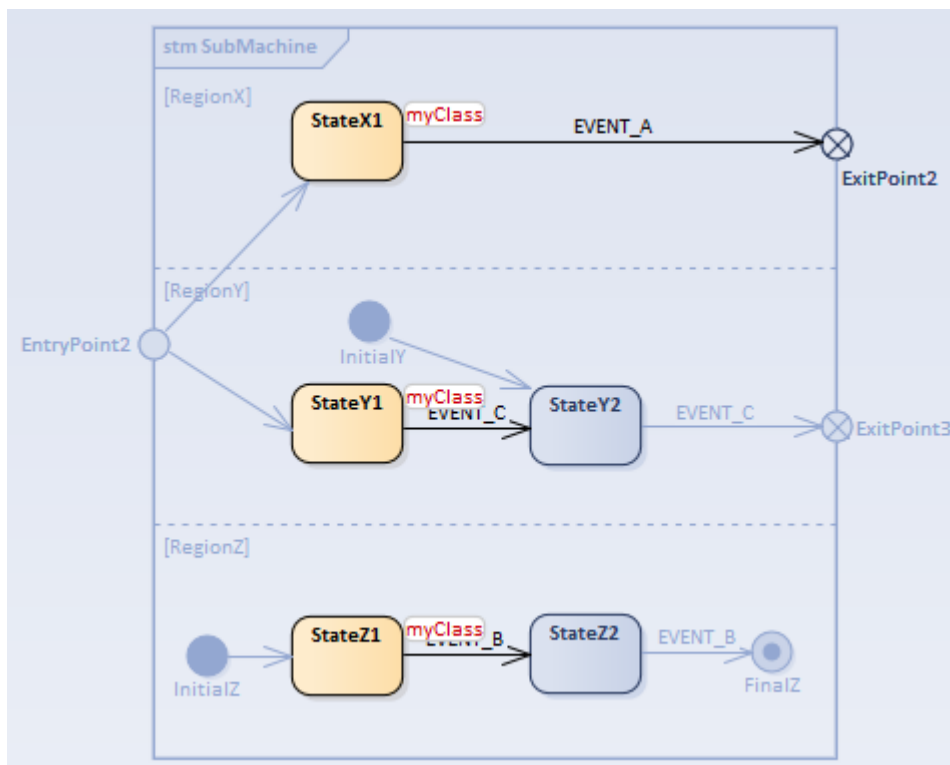 stm SubMachine
[RegionX]
StateX1
myClass
EVENT_A
ExitPoint2
[RegionY]
InitialY
EntryPoint2
StateY1
myClass
EVENT_C
StateY2
EVENT_C
ExitPoint3
[RegionZ]
StateZ1
myClass
EVENT_B
StateZ2
EVENT_B
InitialZ
FinalZ